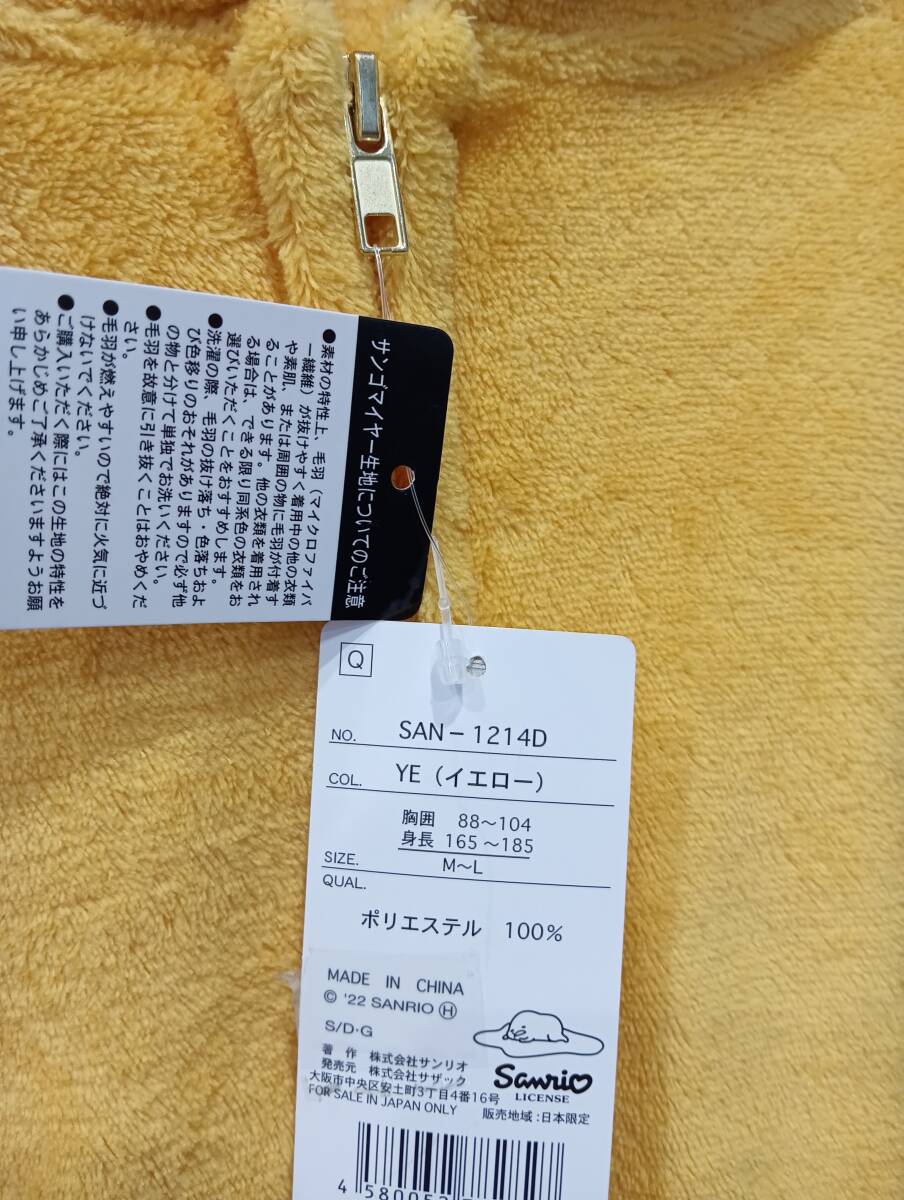 サンゴマイヤー生地についてのご注意
●素材の特性上、毛羽（マイクロファイバ
ー繊維）が抜けやすく着用中の他の衣類
や素肌、または周囲の物に毛羽が付着す
ることがあります。他の衣類を着用され
る場合は、できる限り同系色の衣類をお
選びいただくことをおすすめします。
●洗濯の際、毛羽の抜け落ち・色落ちおよ
び色移りのおそれがありますので必ず他
の物と分けて単独でお洗いください。
●毛羽を故意に引き抜くことはおやめくだ
さい。
●毛羽が燃えやすいので絶対に火気に近づ
けないでください。
●ご購入いただく際にはこの生地の特性を
あらかじめご了承くださいますようお願
い申し上げます。
Q
NO. SAN-1214D
COL. YE（イエロー）
胸囲 88～104
身長 165～185
SIZE. M～L
QUAL.
ポリエステル 100%
MADE IN CHINA
© '22 SANRIO Ⓗ
S/D・G
著作 株式会社サンリオ
発売元 株式会社サザック
大阪市中央区安土町3丁目4番16号
FOR SALE IN JAPAN ONLY
Sanrio
LICENSE
販売地域:日本限定
4 580052